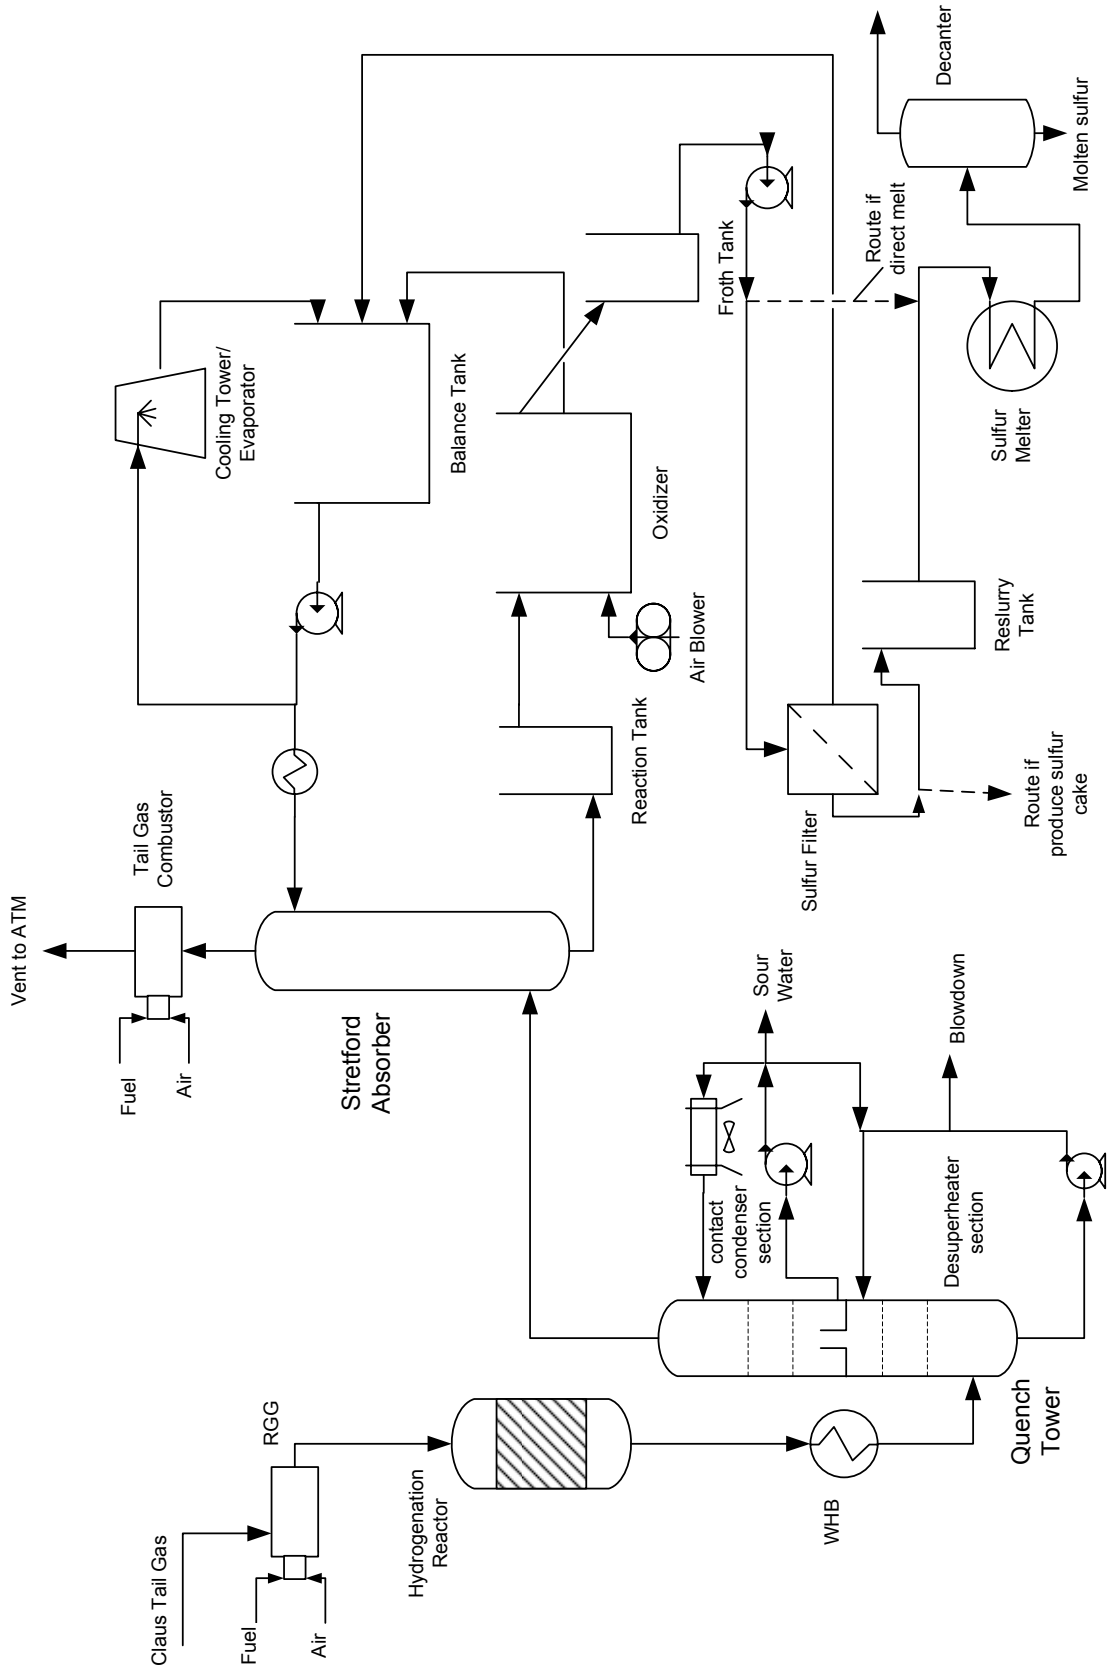 Claus Tail Gas
Fuel
Air
RGG
Hydrogenation
Reactor
WHB
Quench
Tower
contact
condenser
section
Desuperheater
section
Sour
Water
Blowdown
Stretford
Absorber
Fuel
Air
Vent to ATM
Tail Gas
Combustor
Reaction Tank
Air Blower
Oxidizer
Balance Tank
Cooling Tower/
Evaporator
Froth Tank
Sulfur Filter
Route if
produce sulfur
cake
Reslurry
Tank
Route if
direct melt
Sulfur
Melter
Decanter
Molten sulfur